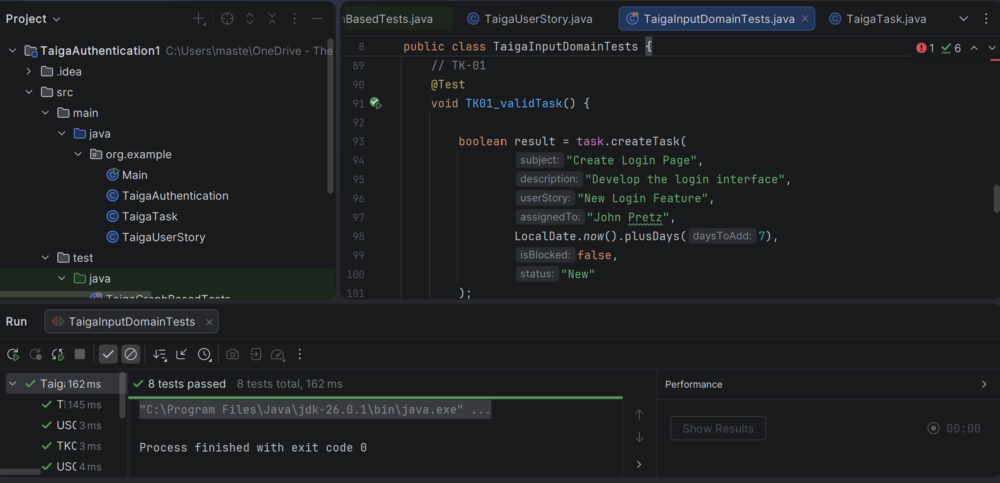 Project
TaigaAuthentication1 C:\Users\maste\OneDrive - The
.idea
src
main
java
org.example
Main
TaigaAuthentication
TaigaTask
TaigaUserStory
test
java
TaigaGraphBasedTests
BasedTests.java TaigaUserStory.java TaigaInputDomainTests.java TaigaTask.java
8 public class TaigaInputDomainTests { 1 6
89 // TK-01
90 @Test
91 void TK01_validTask() {
92
93 boolean result = task.createTask(
94 subject: "Create Login Page",
95 description: "Develop the login interface",
96 userStory: "New Login Feature",
97 assignedTo: "John Pretz",
98 LocalDate.now().plusDays( daysToAdd: 7),
99 isBlocked: false,
100 status: "New"
101 );
Run TaigaInputDomainTests
Taiga 162 ms
145 ms
US0 3 ms
TK0 3 ms
US0 4 ms
8 tests passed 8 tests total, 162 ms
"C:\Program Files\Java\jdk-26.0.1\bin\java.exe" ...
Process finished with exit code 0
Performance
Show Results 00:00